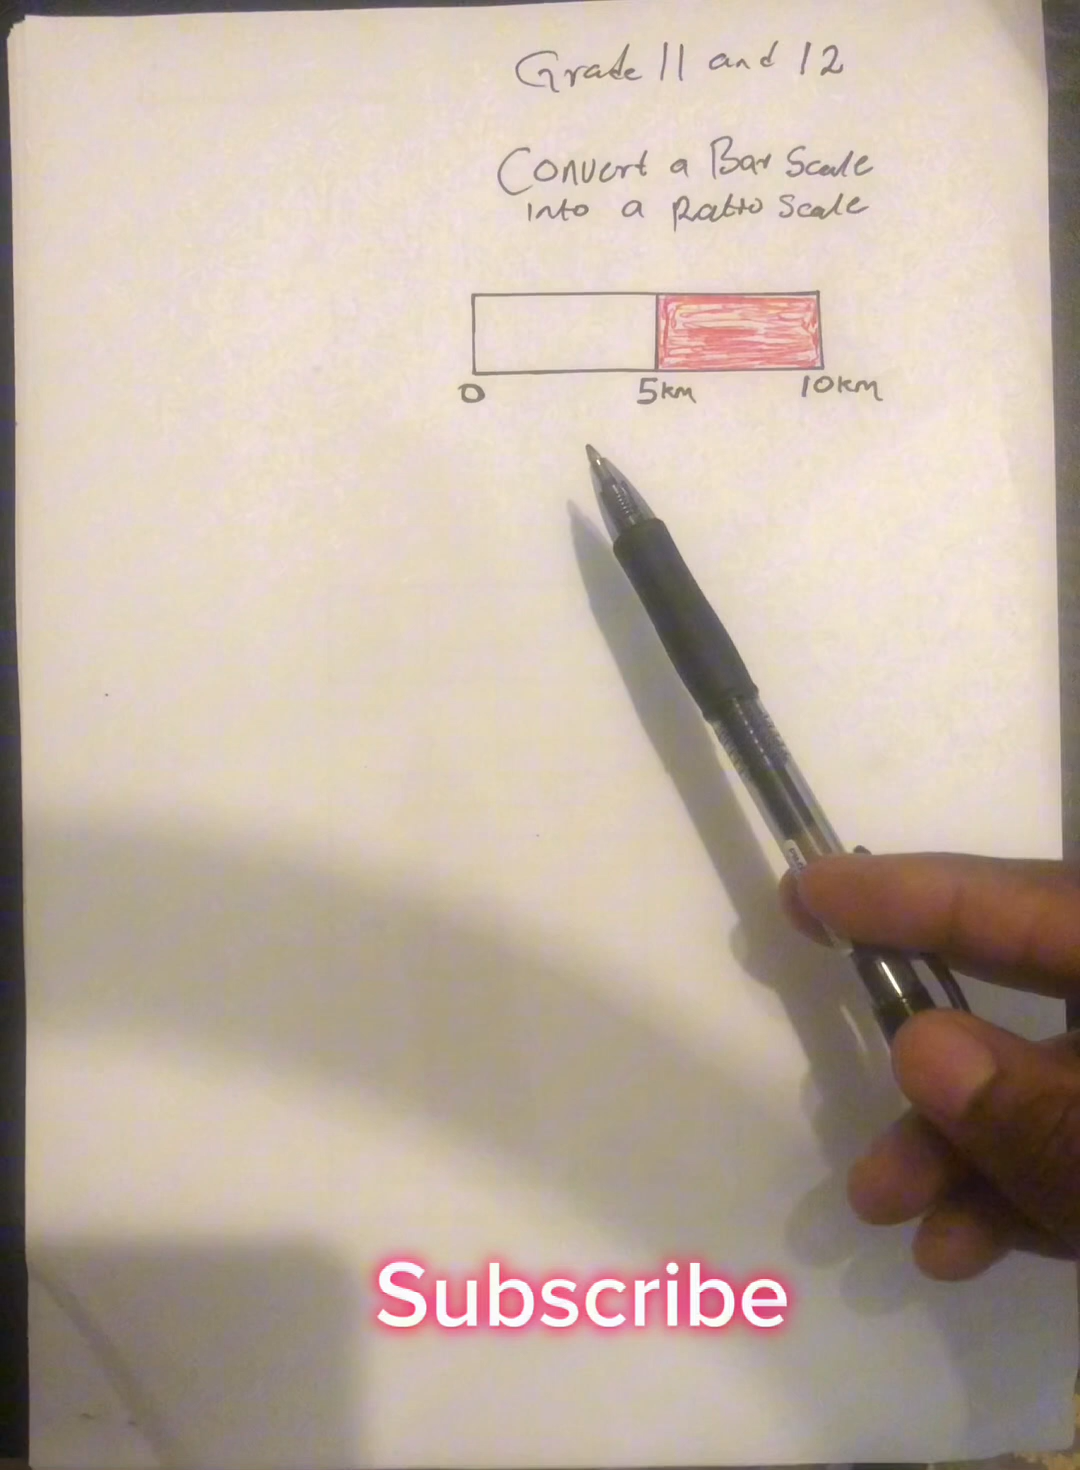 Grade 11 and 12
Convert a Bar Scale
into a Ratio Scale
0 5km 10km
Subscribe